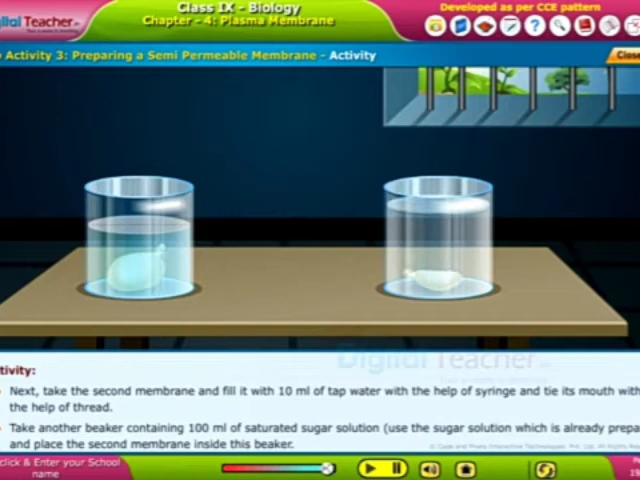 Class IX - Biology
Chapter - 4: Plasma Membrane
Developed as per CCE pattern
Digital Teacher
Activity 3: Preparing a Semi Permeable Membrane - Activity
Close
Digital Teacher
tivity:
Next, take the second membrane and fill it with 10 ml of tap water with the help of syringe and tie its mouth with
the help of thread.
Take another beaker containing 100 ml of saturated sugar solution (use the sugar solution which is already prepa
and place the second membrane inside this beaker.
click & Enter your School
name